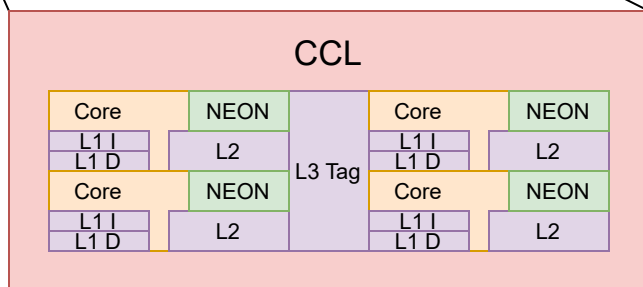 CCL
Core NEON Core NEON
L1 I L2 L1 I L2
L1 D L1 D
L3 Tag
Core NEON Core NEON
L1 I L2 L1 I L2
L1 D L1 D